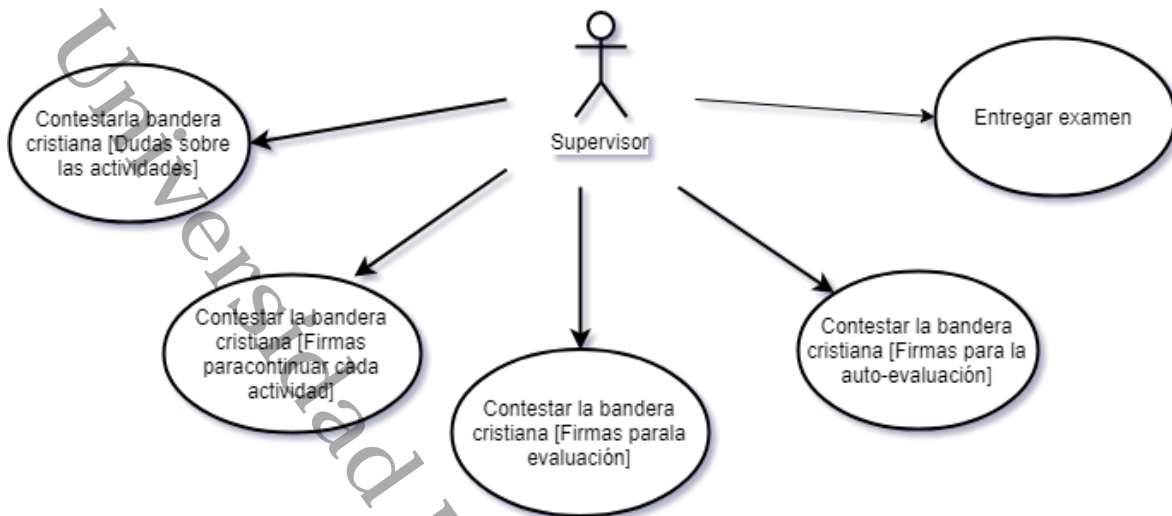 Supervisor
Contestarla bandera
cristiana [Dudas sobre
las actividades]
Entregar examen
Contestar la bandera
cristiana [Firmas
paracontinuar cada
actividad]
Contestar la bandera
cristiana [Firmas parala
evaluación]
Contestar la bandera
cristiana [Firmas para la
auto-evaluación]
Universidad